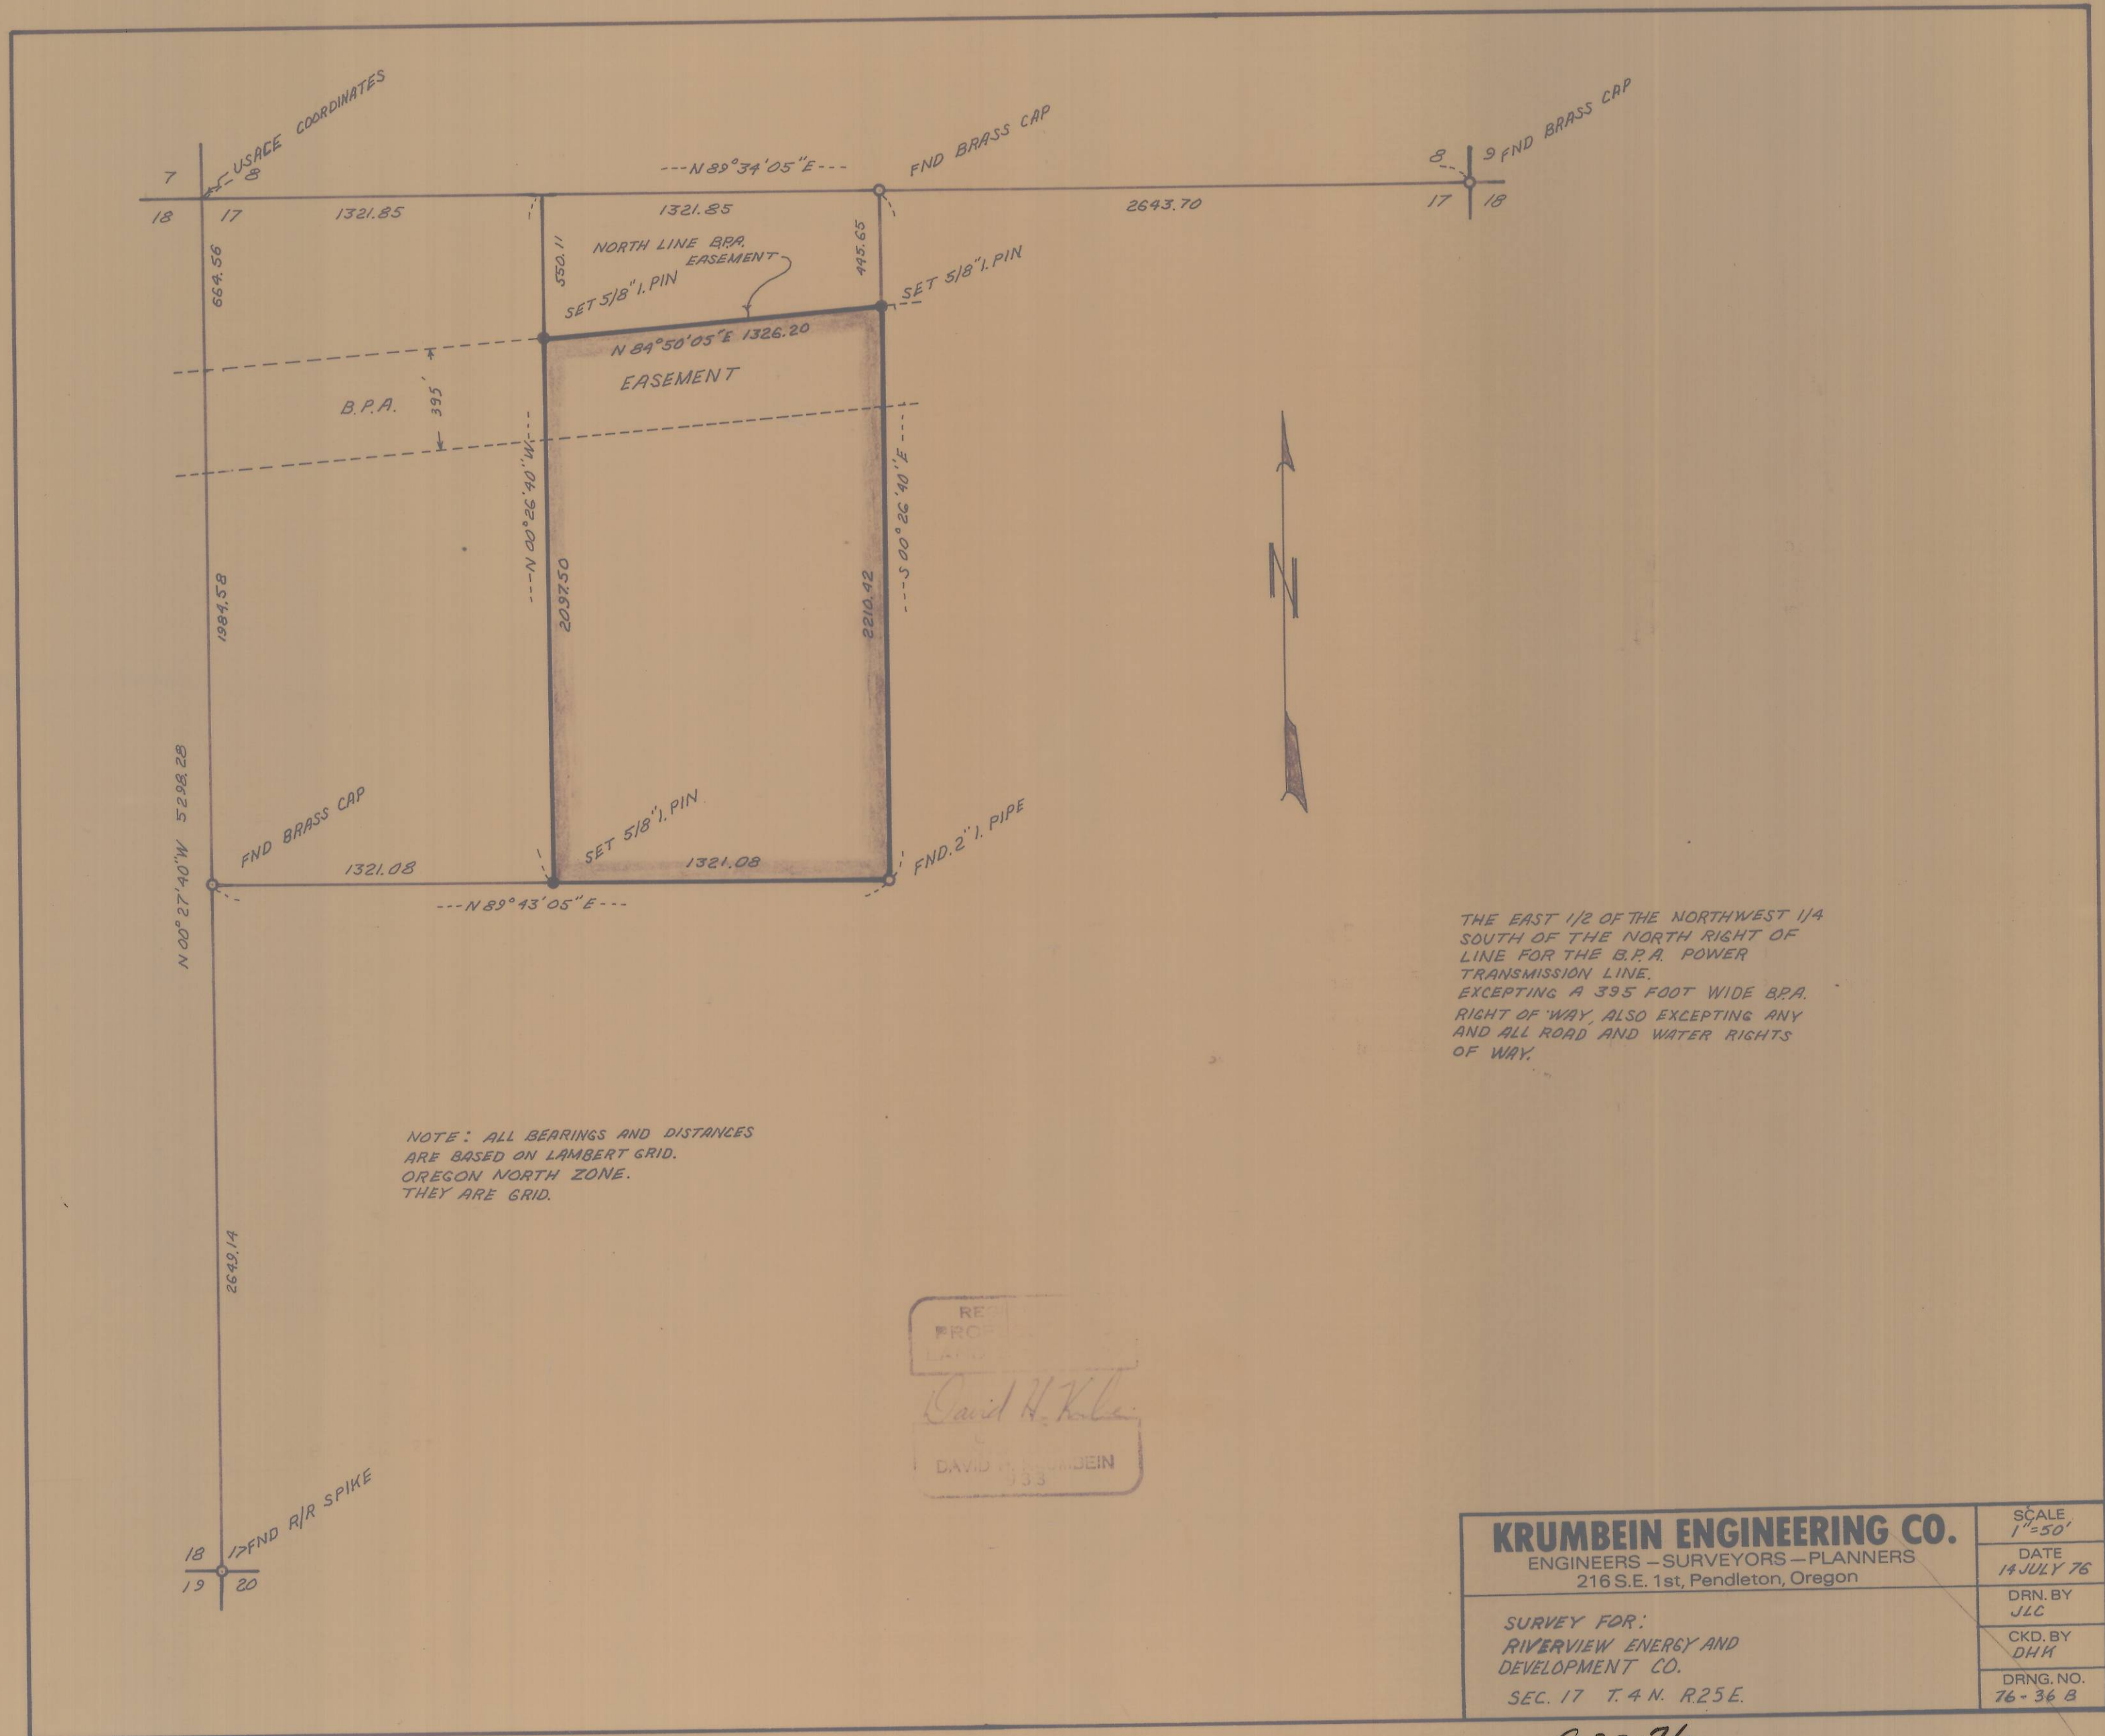 USACE COORDINATES
7
8
18
17
---N 89°34'05"E---
FND BRASS CAP
8
9
FND BRASS CAP
17
18
1321.85
1321.85
2643.70
664.56
550.11
445.65
NORTH LINE B.P.A.
EASEMENT
SET 5/8" I. PIN
SET 5/8" I. PIN
N 84°50'05"E 1326.20
EASEMENT
B.P.A.
395'
---N 00°26'40"W---
---S 00°26'40"E---
1984.58
2097.50
2210.42
N
N 00°27'40"W 5298.28
FND BRASS CAP
SET 5/8" I. PIN
FND. 2" I. PIPE
1321.08
1321.08
---N 89°43'05"E---
THE EAST 1/2 OF THE NORTHWEST 1/4
SOUTH OF THE NORTH RIGHT OF
LINE FOR THE B.P.A. POWER
TRANSMISSION LINE.
EXCEPTING A 395 FOOT WIDE B.P.A.
RIGHT OF WAY, ALSO EXCEPTING ANY
AND ALL ROAD AND WATER RIGHTS
OF WAY.
NOTE: ALL BEARINGS AND DISTANCES
ARE BASED ON LAMBERT GRID.
OREGON NORTH ZONE.
THEY ARE GRID.
2649.14
David H.
DAVID H.
933
FND R/R SPIKE
18
17
19
20
KRUMBEIN ENGINEERING CO.
ENGINEERS – SURVEYORS – PLANNERS
216 S.E. 1st, Pendleton, Oregon
SURVEY FOR:
RIVERVIEW ENERGY AND
DEVELOPMENT CO.
SEC. 17 T. 4 N. R.25 E.
SCALE
1"=50'
DATE
14 JULY 76
DRN. BY
JLC
CKD. BY
DHK
DRNG. NO.
76-36 B